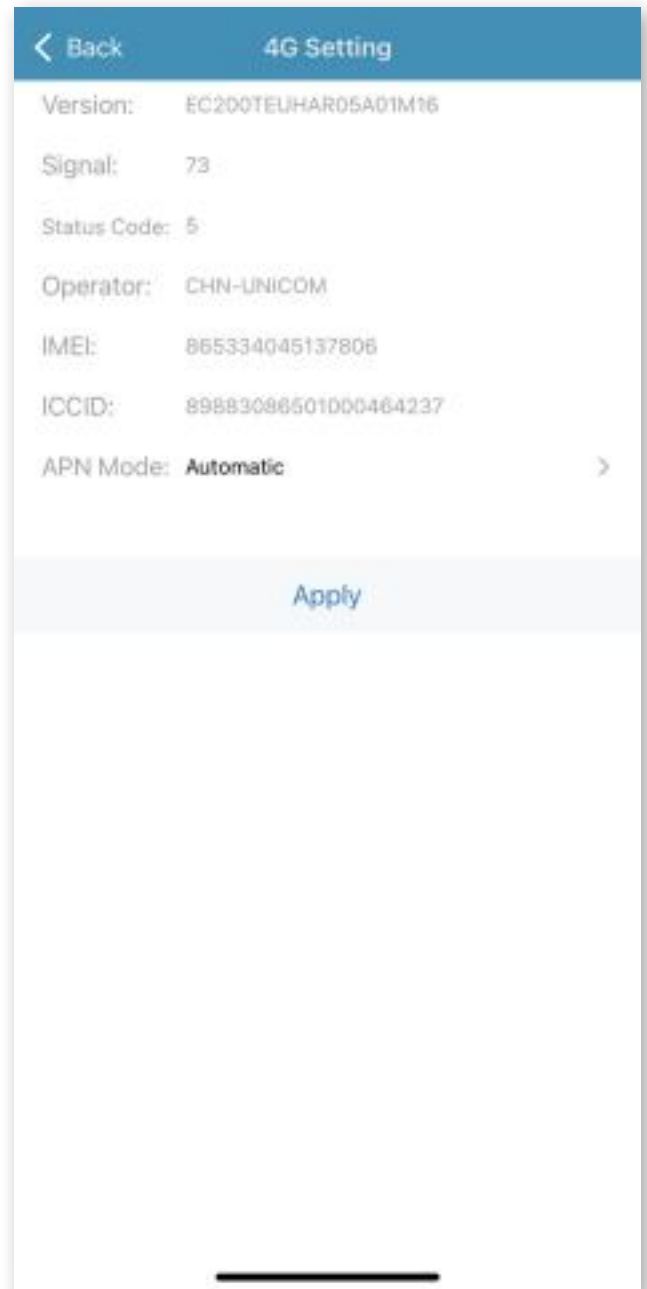 Back
4G Setting
Version: EC200TEUHAR05A01M16
Signal: 73
Status Code: 5
Operator: CHN-UNICOM
IMEI: 865334045137806
ICCID: 89883086501000464237
APN Mode: Automatic
Apply